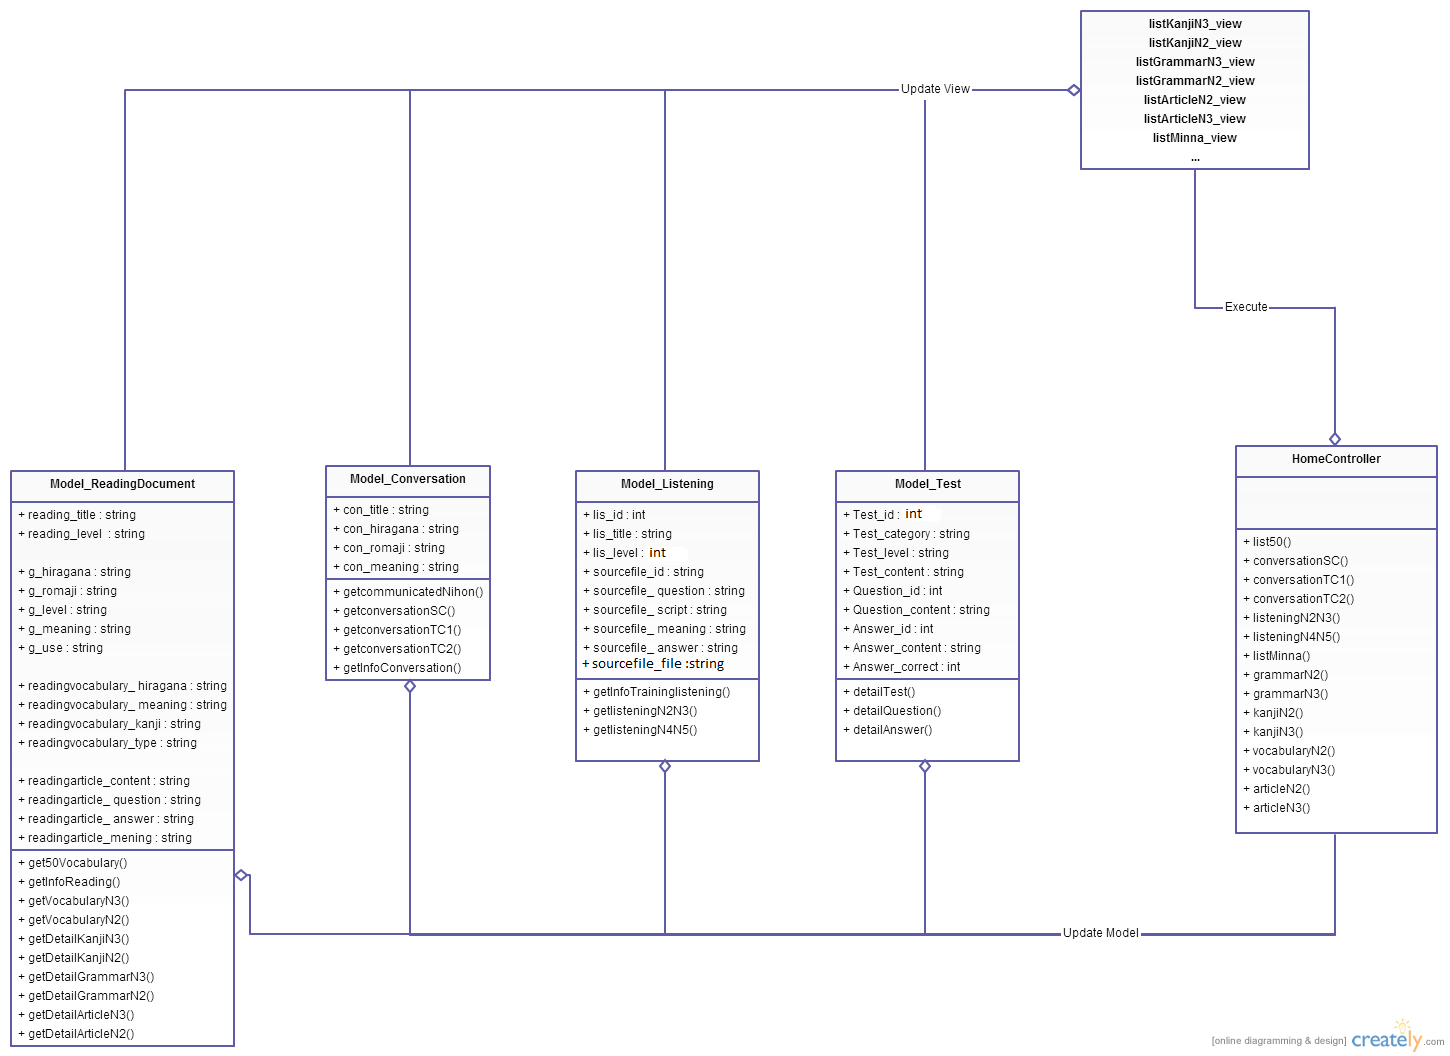 listKanjiN3_view
listKanjiN2_view
listGrammarN3_view
listGrammarN2_view
listArticleN2_view
listArticleN3_view
listMinna_view
...
Update View
Execute
Model_ReadingDocument
+ reading_title : string
+ reading_level : string
+ g_hiragana : string
+ g_romaji : string
+ g_level : string
+ g_meaning : string
+ g_use : string
+ readingvocabulary_ hiragana : string
+ readingvocabulary_ meaning : string
+ readingvocabulary_kanji : string
+ readingvocabulary_type : string
+ readingarticle_content : string
+ readingarticle_ question : string
+ readingarticle_ answer : string
+ readingarticle_mening : string
+ get50Vocabulary()
+ getInfoReading()
+ getVocabularyN3()
+ getVocabularyN2()
+ getDetailKanjiN3()
+ getDetailKanjiN2()
+ getDetailGrammarN3()
+ getDetailGrammarN2()
+ getDetailArticleN3()
+ getDetailArticleN2()
Model_Conversation
+ con_title : string
+ con_hiragana : string
+ con_romaji : string
+ con_meaning : string
+ getcommunicatedNihon()
+ getconversationSC()
+ getconversationTC1()
+ getconversationTC2()
+ getInfoConversation()
Model_Listening
+ lis_id : int
+ lis_title : string
+ lis_level : int
+ sourcefile_id : string
+ sourcefile_ question : string
+ sourcefile_ script : string
+ sourcefile_ meaning : string
+ sourcefile_ answer : string
+ sourcefile_file :string
+ getInfoTraininglistening()
+ getlisteningN2N3()
+ getlisteningN4N5()
Model_Test
+ Test_id : int
+ Test_category : string
+ Test_level : string
+ Test_content : string
+ Question_id : int
+ Question_content : string
+ Answer_id : int
+ Answer_content : string
+ Answer_correct : int
+ detailTest()
+ detailQuestion()
+ detailAnswer()
HomeController
+ list50()
+ conversationSC()
+ conversationTC1()
+ conversationTC2()
+ listeningN2N3()
+ listeningN4N5()
+ listMinna()
+ grammarN2()
+ grammarN3()
+ kanjiN2()
+ kanjiN3()
+ vocabularyN2()
+ vocabularyN3()
+ articleN2()
+ articleN3()
Update Model
[online diagramming & design] creately.com